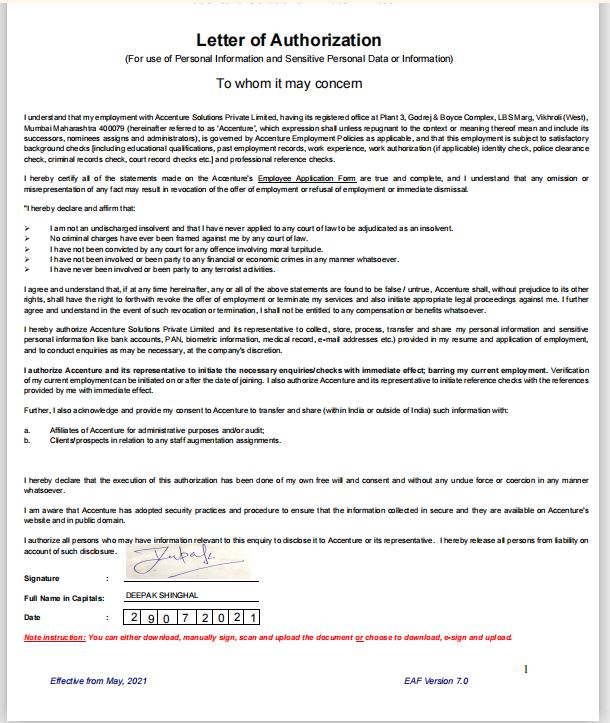 Letter of Authorization
(For use of Personal Information and Sensitive Personal Data or Information)
To whom it may concern
I understand that my employment with Accenture Solutions Private Limited, having its registered office at Plant 3, Godrej & Boyce Complex, LBS Marg, Vikhroli (West),
Mumbai Maharashtra 400079 (hereinafter referred to as 'Accenture', which expression shall unless repugnant to the context or meaning thereof mean and include its
successors, nominees assigns and administrators), is governed by Accenture Employment Policies as applicable, and that this employment is subject to satisfactory
background checks [including educational qualifications, past employment records, work experience, work authorization (if applicable) identity check, police clearance
check, criminal records check, court record checks etc.] and professional reference checks.
I hereby certify all of the statements made on the Accenture's Employee Application Form are true and complete, and I understand that any omission or
misrepresentation of any fact may result in revocation of the offer of employment or refusal of employment or immediate dismissal.
"I hereby declare and affirm that:
➢ I am not an undischarged insolvent and that I have never applied to any court of law to be adjudicated as an insolvent.
➢ No criminal charges have ever been framed against me by any court of law.
➢ I have not been convicted by any court for any offence involving moral turpitude.
➢ I have not been involved or been party to any financial or economic crimes in any manner whatsoever.
➢ I have never been involved or been party to any terrorist activities.
I agree and understand that, if at any time hereinafter, any or all of the above statements are found to be false / untrue, Accenture shall, without prejudice to its other
rights, shall have the right to forthwith revoke the offer of employment or terminate my services and also initiate appropriate legal proceedings against me. I further
agree and understand in the event of such revocation or termination, I shall not be entitled to any compensation or benefits whatsoever.
I hereby authorize Accenture Solutions Private Limited and its representative to collect, store, process, transfer and share my personal information and sensitive
personal information like bank accounts, PAN, biometric information, medical record, e-mail addresses etc.) provided in my resume and application of employment,
and to conduct enquiries as may be necessary, at the company's discretion.
I authorize Accenture and its representative to initiate the necessary enquiries/checks with immediate effect; barring my current employment. Verification
of my current employment can be initiated on or after the date of joining. I also authorize Accenture and its representative to initiate reference checks with the references
provided by me with immediate effect.
Further, I also acknowledge and provide my consent to Accenture to transfer and share (within India or outside of India) such information with:
a. Affiliates of Accenture for administrative purposes and/or audit;
b. Clients/prospects in relation to any staff augmentation assignments.
I hereby declare that the execution of this authorization has been done of my own free will and consent and without any undue force or coercion in any manner
whatsoever.
I am aware that Accenture has adopted security practices and procedure to ensure that the information collected in secure and they are available on Accenture's
website and in public domain.
I authorize all persons who may have information relevant to this enquiry to disclose it to Accenture or its representative. I hereby release all persons from liability on
account of such disclosure.
Signature :
Full Name in Capitals: DEEPAK SHINGHAL
Date : 2 9 0 7 2 0 2 1
Note instruction: You can either download, manually sign, scan and upload the document or choose to download, e-sign and upload.
1
Effective from May, 2021 EAF Version 7.0